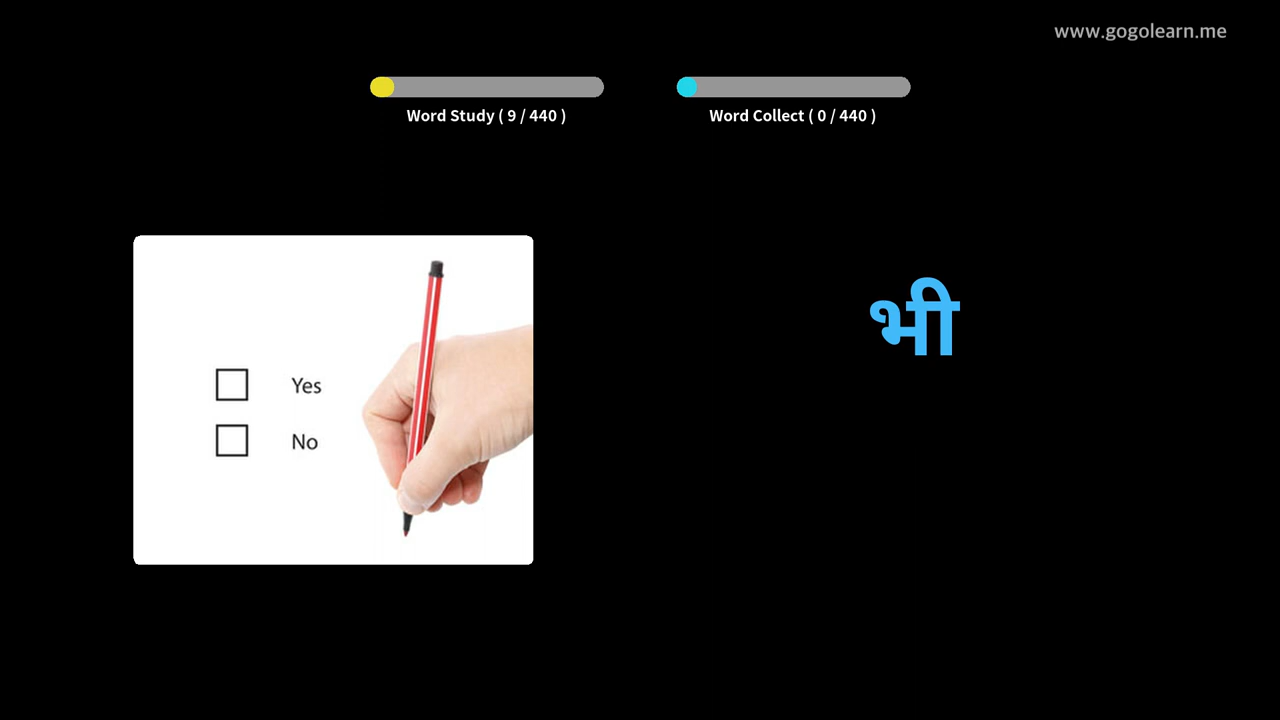 www.gogolearn.me
Word Study ( 9 / 440 )
Word Collect ( 0 / 440 )
Yes
No
भी